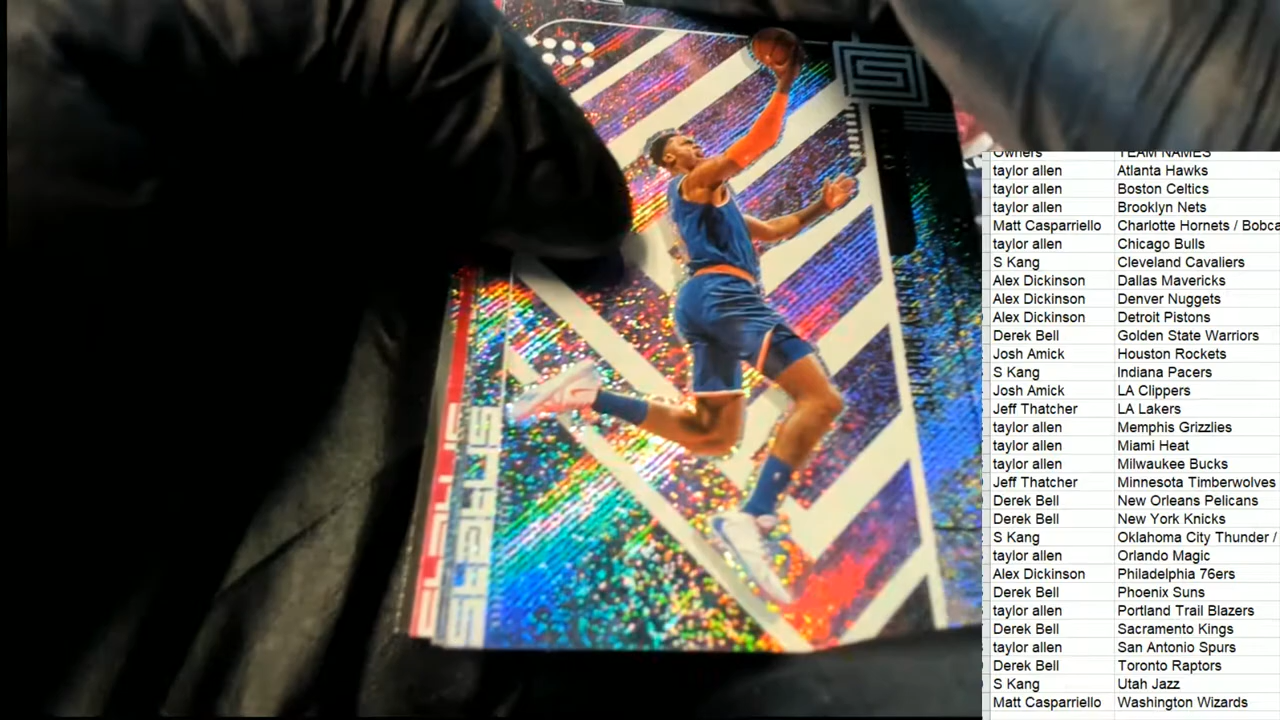 Owners TEAM NAMES
taylor allen Atlanta Hawks
taylor allen Boston Celtics
taylor allen Brooklyn Nets
Matt Casparriello Charlotte Hornets / Bobca
taylor allen Chicago Bulls
S Kang Cleveland Cavaliers
Alex Dickinson Dallas Mavericks
Alex Dickinson Denver Nuggets
Alex Dickinson Detroit Pistons
Derek Bell Golden State Warriors
Josh Amick Houston Rockets
S Kang Indiana Pacers
Josh Amick LA Clippers
Jeff Thatcher LA Lakers
taylor allen Memphis Grizzlies
taylor allen Miami Heat
taylor allen Milwaukee Bucks
Jeff Thatcher Minnesota Timberwolves
Derek Bell New Orleans Pelicans
Derek Bell New York Knicks
S Kang Oklahoma City Thunder /
taylor allen Orlando Magic
Alex Dickinson Philadelphia 76ers
Derek Bell Phoenix Suns
taylor allen Portland Trail Blazers
Derek Bell Sacramento Kings
taylor allen San Antonio Spurs
Derek Bell Toronto Raptors
S Kang Utah Jazz
Matt Casparriello Washington Wizards